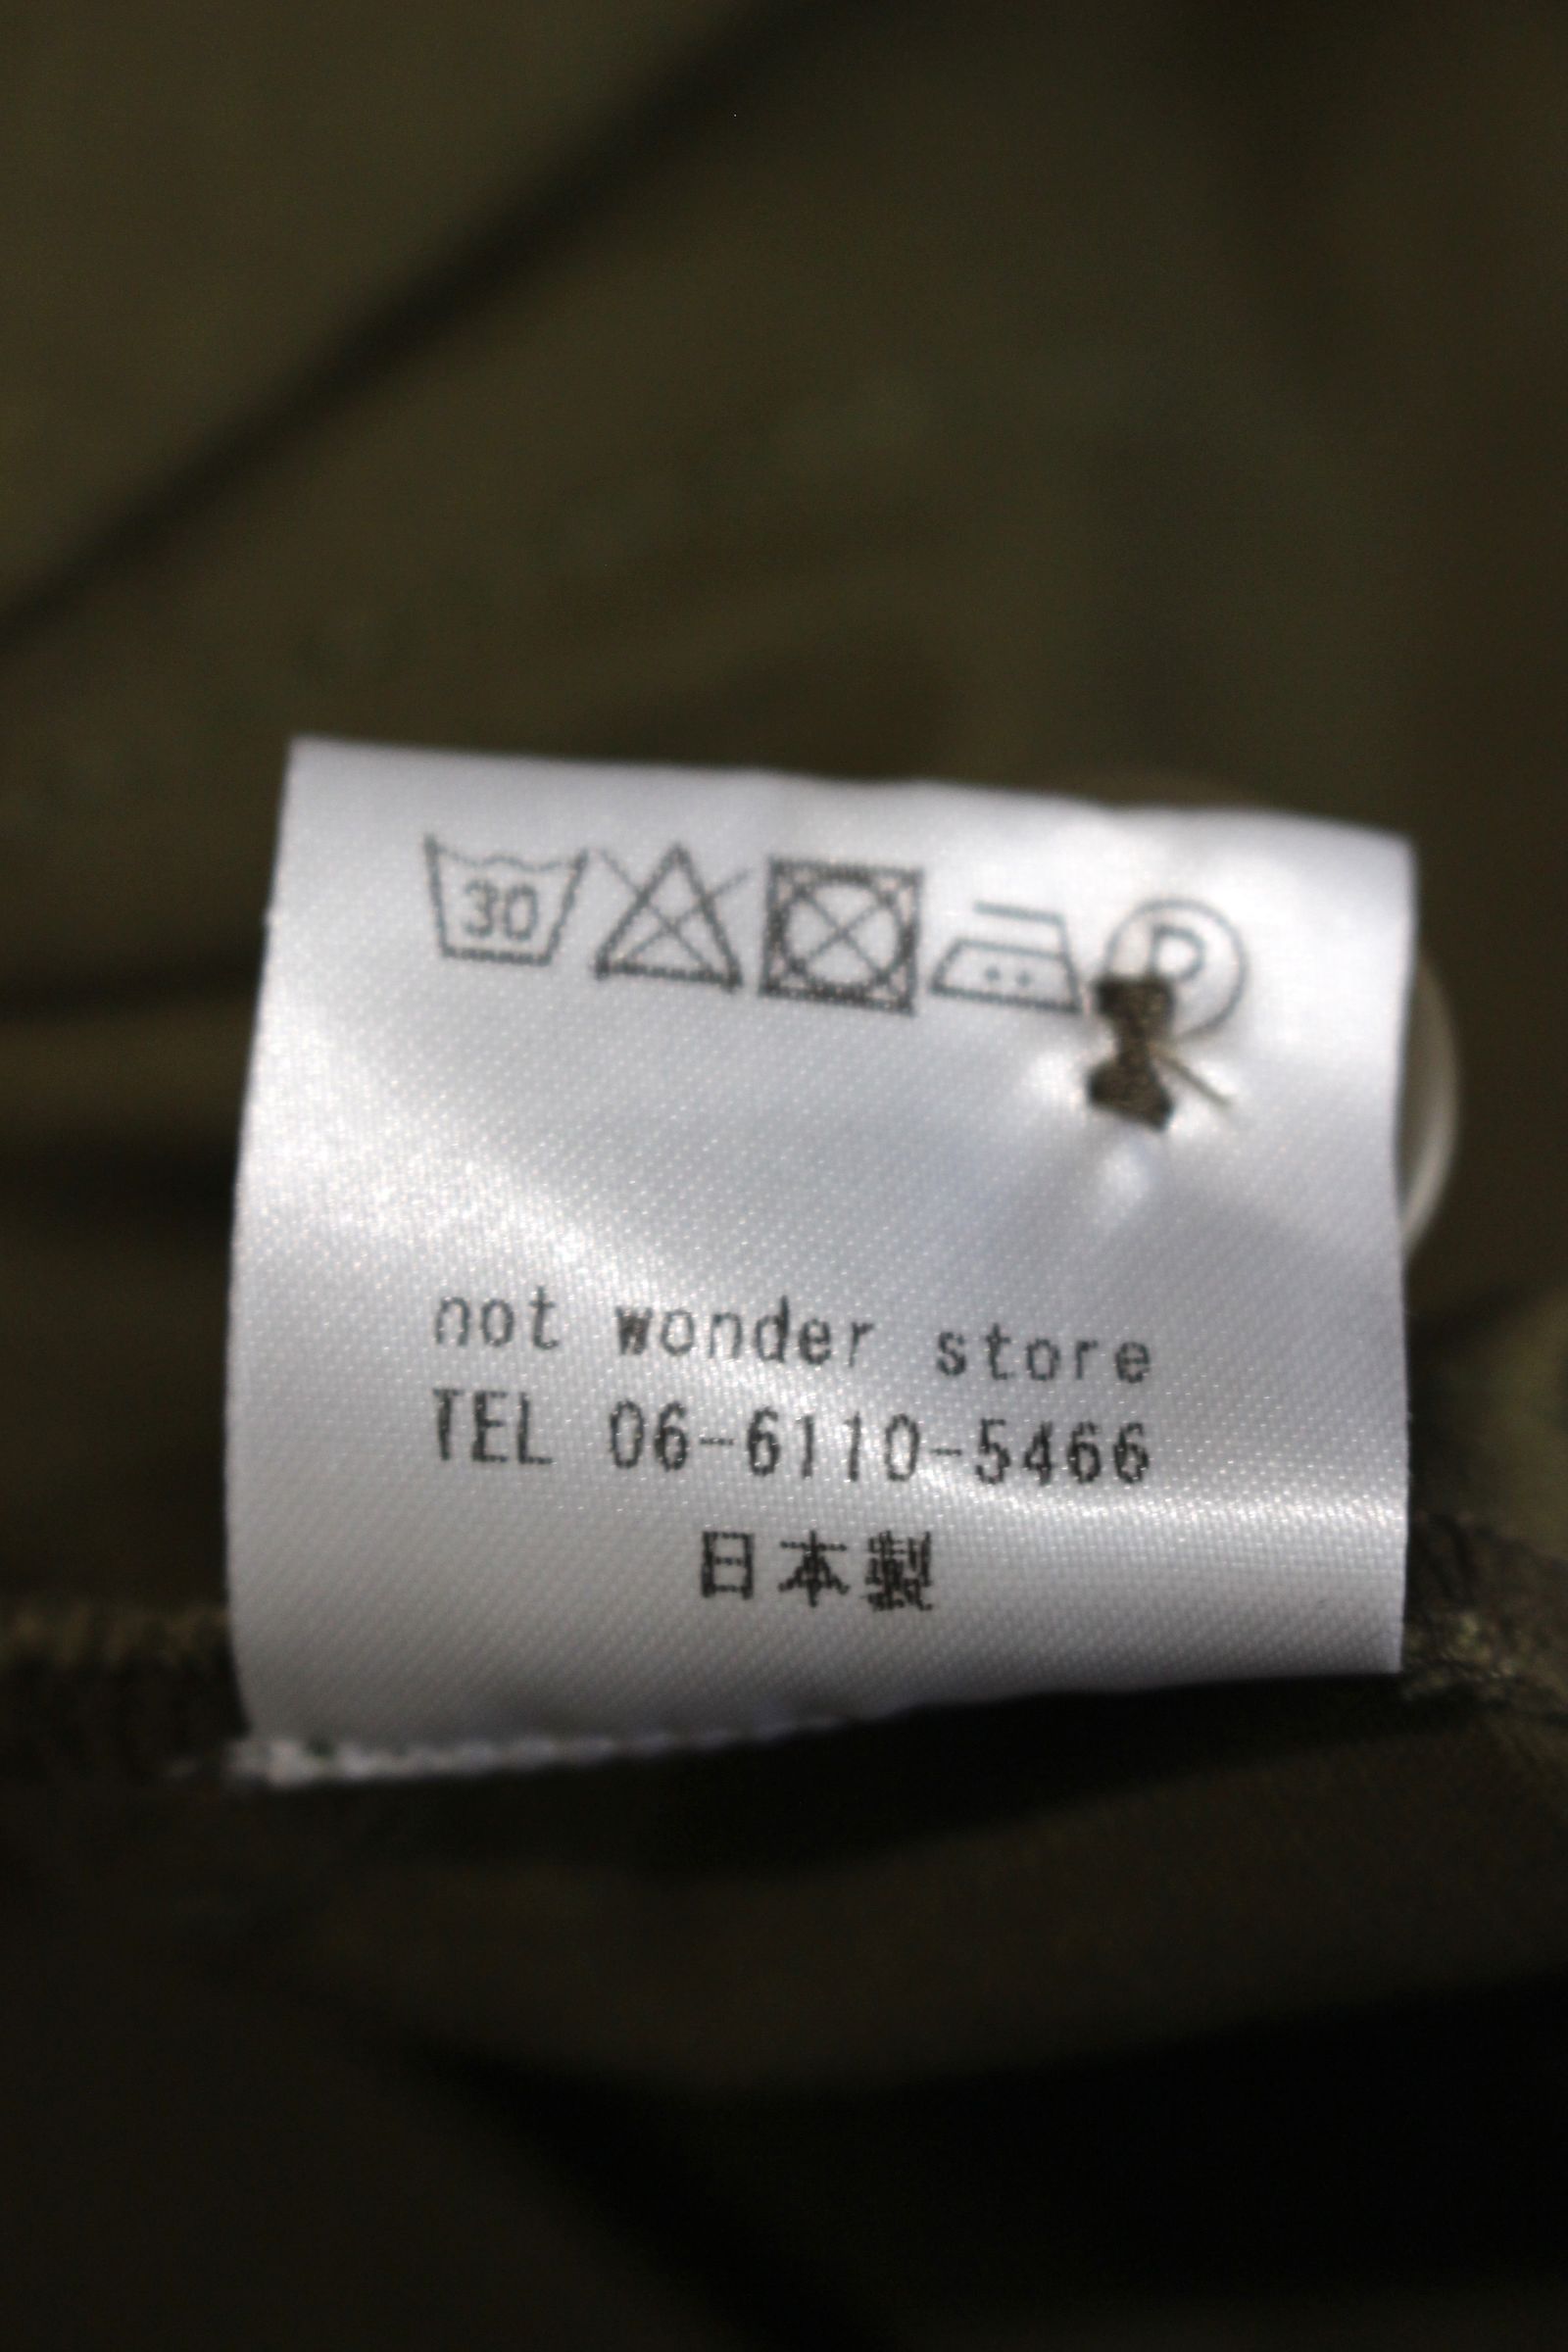 30 P
not wonder store
TEL 06-6110-5466
日本製